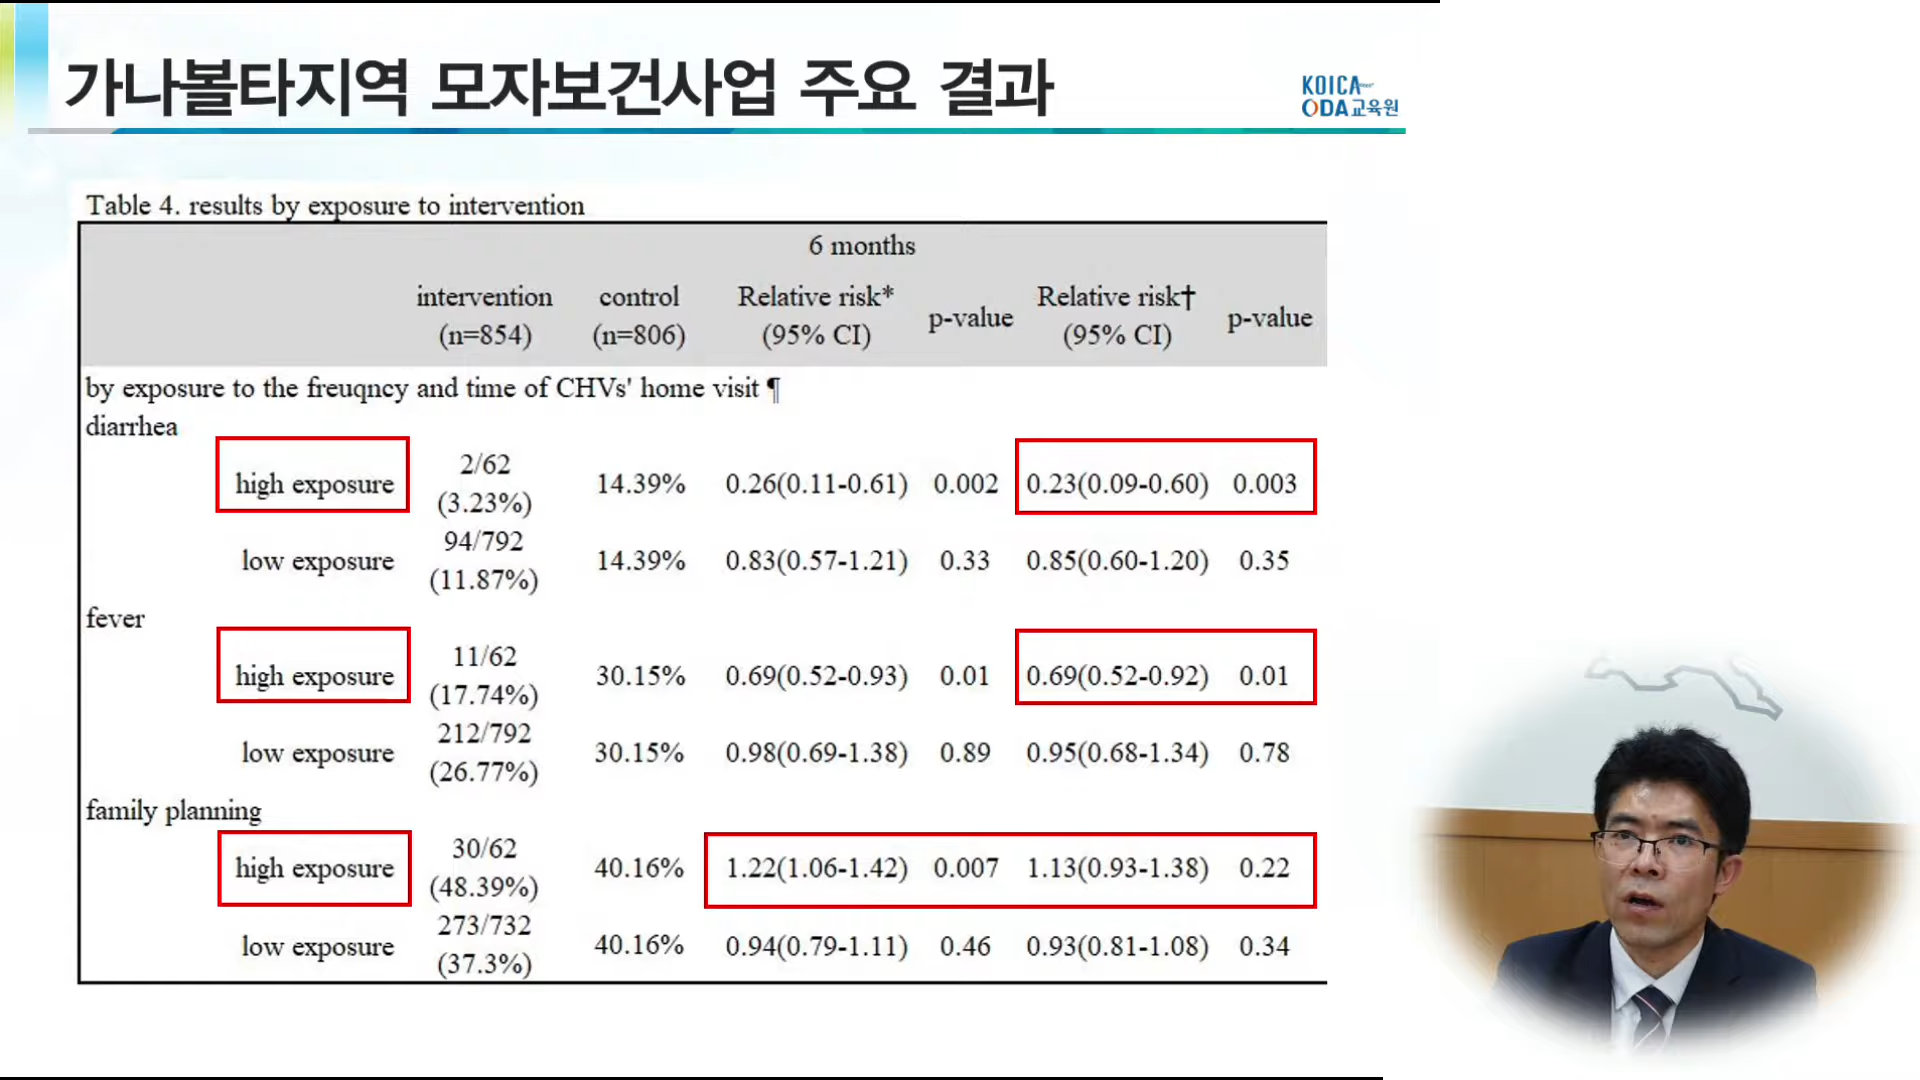 가나볼타지역 모자보건사업 주요 결과
KOICA
ODA교육원
Table 4. results by exposure to intervention
6 months
intervention (n=854) control (n=806) Relative risk* (95% CI) p-value Relative risk† (95% CI) p-value
by exposure to the freuqncy and time of CHVs' home visit ¶
diarrhea
high exposure 2/62 (3.23%) 14.39% 0.26(0.11-0.61) 0.002 0.23(0.09-0.60) 0.003
low exposure 94/792 (11.87%) 14.39% 0.83(0.57-1.21) 0.33 0.85(0.60-1.20) 0.35
fever
high exposure 11/62 (17.74%) 30.15% 0.69(0.52-0.93) 0.01 0.69(0.52-0.92) 0.01
low exposure 212/792 (26.77%) 30.15% 0.98(0.69-1.38) 0.89 0.95(0.68-1.34) 0.78
family planning
high exposure 30/62 (48.39%) 40.16% 1.22(1.06-1.42) 0.007 1.13(0.93-1.38) 0.22
low exposure 273/732 (37.3%) 40.16% 0.94(0.79-1.11) 0.46 0.93(0.81-1.08) 0.34